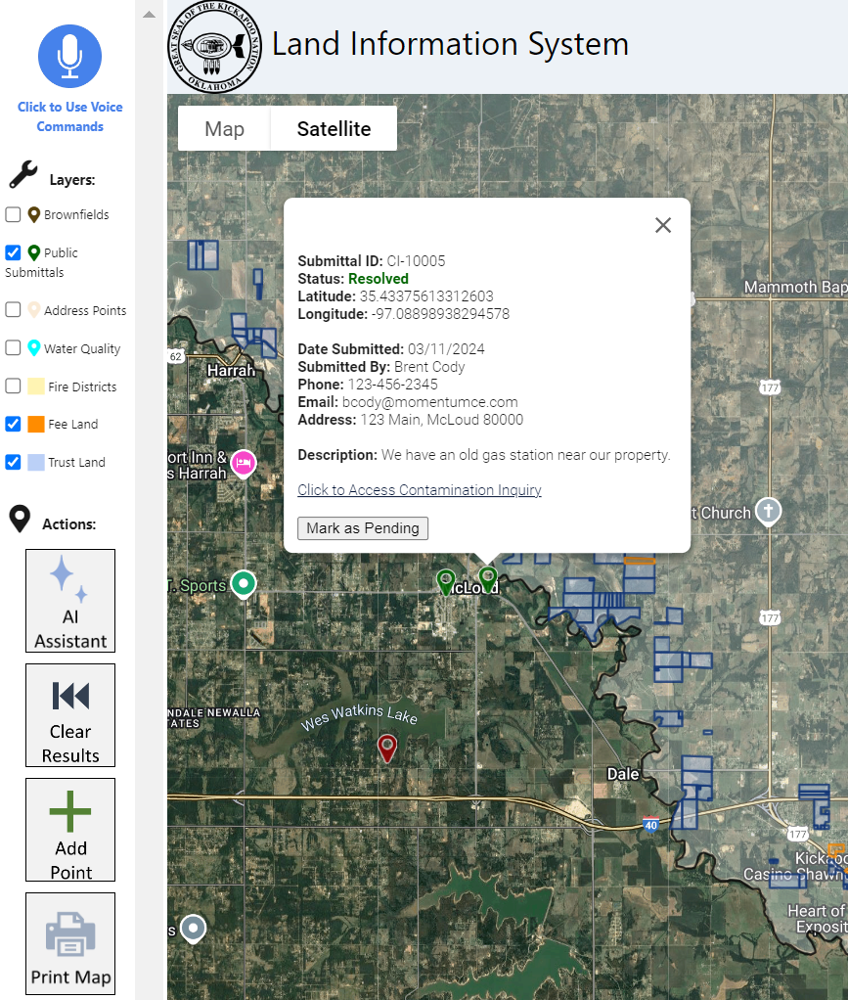 GREAT SEAL OF THE KICKAPOO NATION
OKLAHOMA
Land Information System
Click to Use Voice
Commands
Layers:
Brownfields
Public
Submittals
Address Points
Water Quality
Fire Districts
Fee Land
Trust Land
Actions:
AI
Assistant
Clear
Results
Add
Point
Print Map
Map
Satellite
Submittal ID: CI-10005
Status: Resolved
Latitude: 35.43375613312603
Longitude: -97.08898938294578
Date Submitted: 03/11/2024
Submitted By: Brent Cody
Phone: 123-456-2345
Email: bcody@momentumce.com
Address: 123 Main, McLoud 80000
Description: We have an old gas station near our property.
Click to Access Contamination Inquiry
Mark as Pending
Mammoth Bap
62
Harrah
177
ort Inn &
s Harrah
t Church
T. Sports
cLoud
177
NDALE NEWALLA
ATES
Wes Watkins Lake
Dale
40
177
Kickapo
Casino Shawn
Heart of
Exposit
s